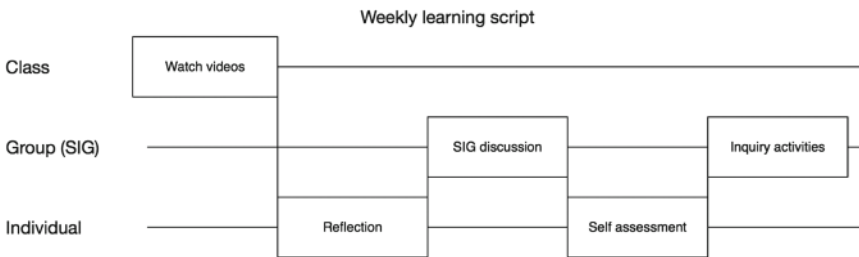 Weekly learning script
Class
Watch videos
Group (SIG)
SIG discussion
Inquiry activities
Individual
Reflection
Self assessment